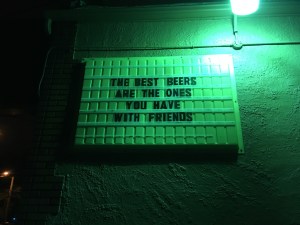 THE BEST BEERS
ARE THE ONES
YOU HAVE
WITH FRIENDS